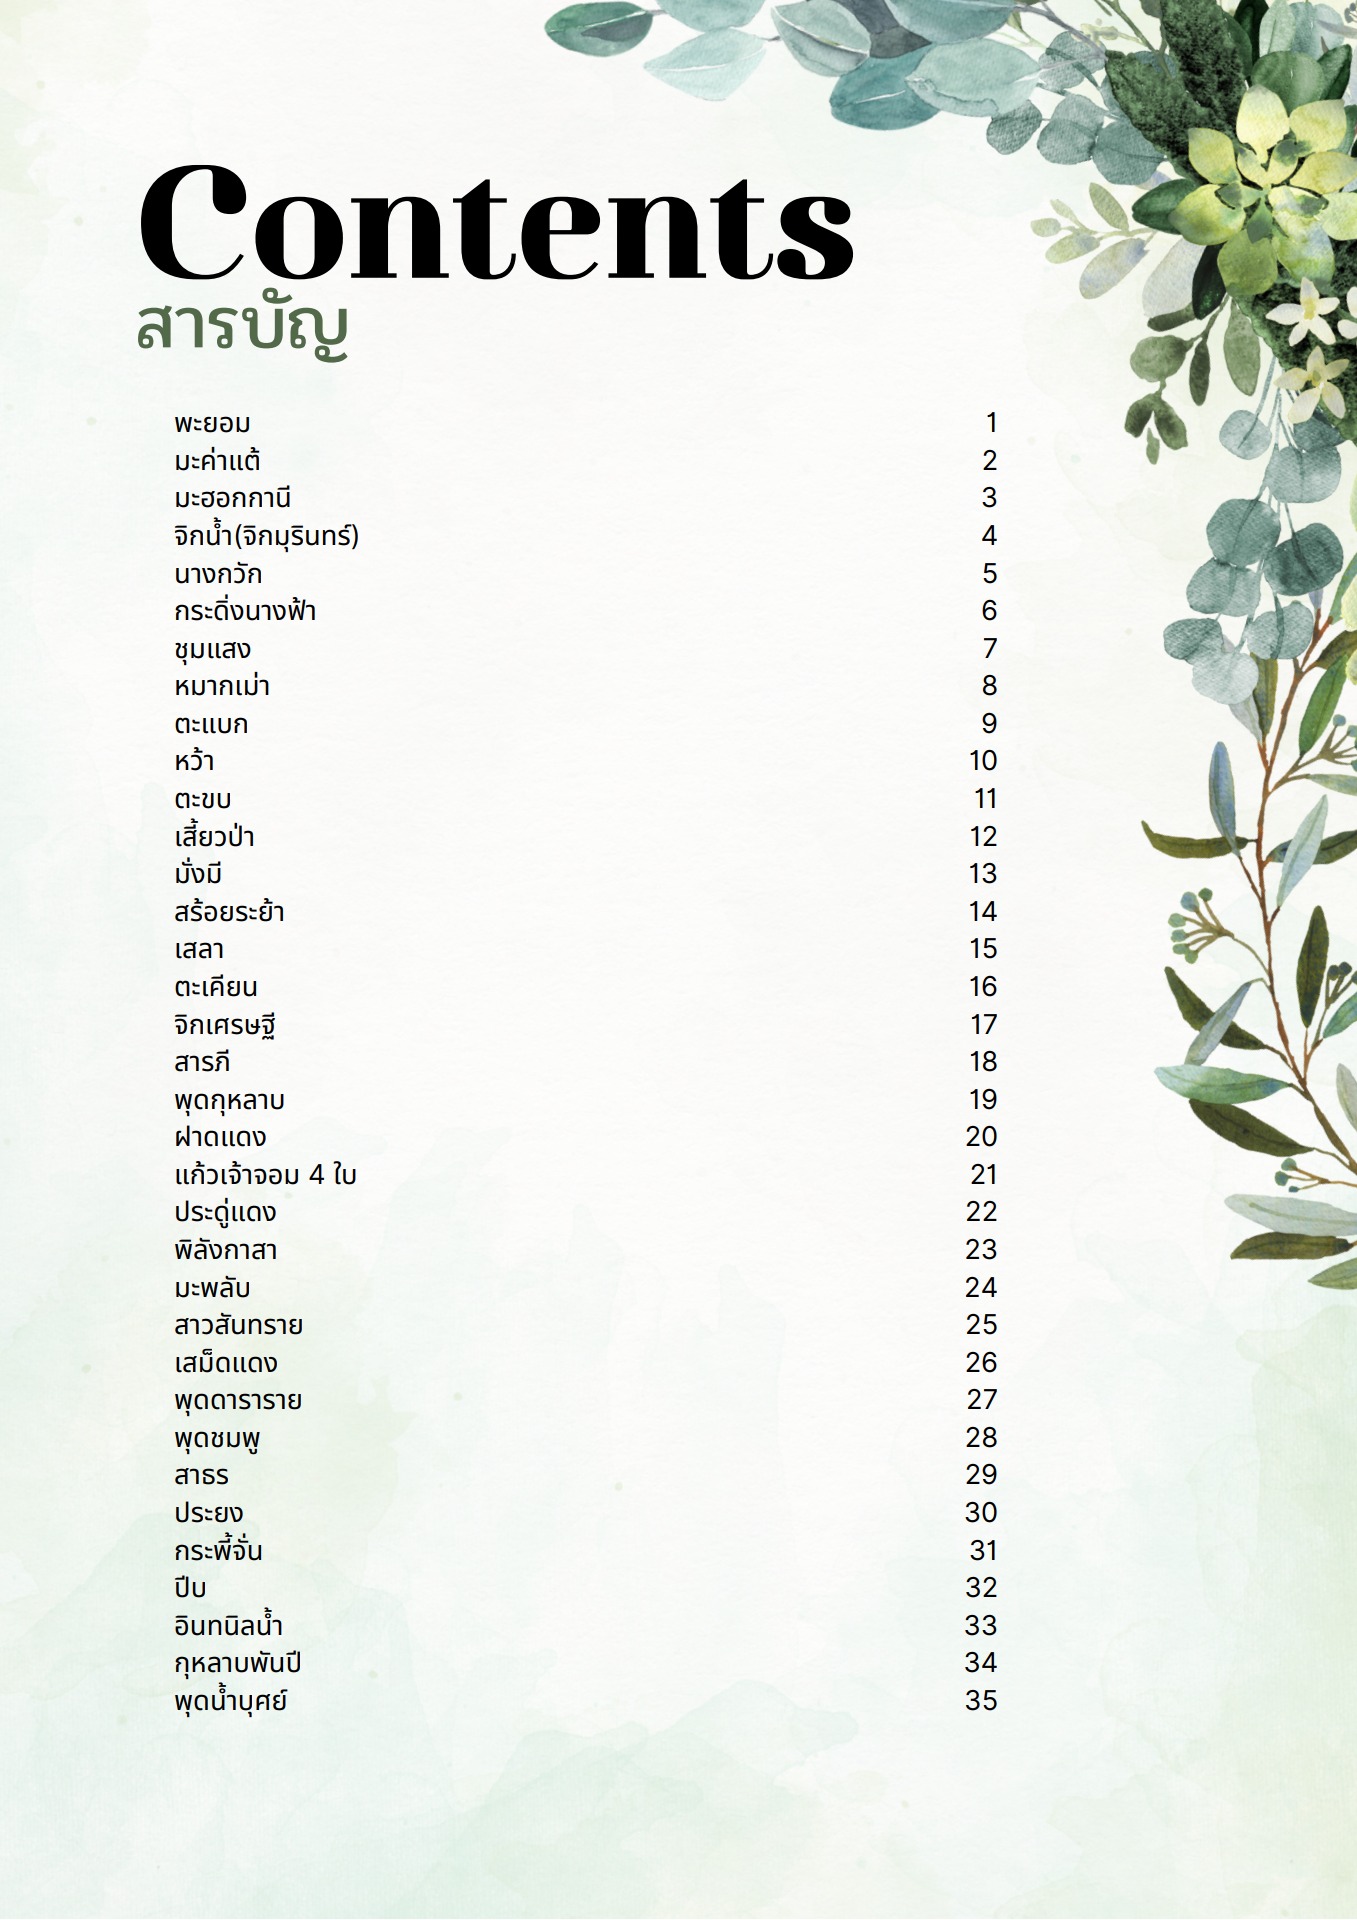 Contents
สารบัญ
พะยอม 1
มะค่าแต้ 2
มะฮอกกานี 3
จิกน้ำ(จิกมุรินทร์) 4
นางกวัก 5
กระดิ่งนางฟ้า 6
ชุมแสง 7
หมากเม่า 8
ตะแบก 9
หว้า 10
ตะขบ 11
เสี้ยวป่า 12
มั่งมี 13
สร้อยระย้า 14
เสลา 15
ตะเคียน 16
จิกเศรษฐี 17
สารภี 18
พุดกุหลาบ 19
ฝาดแดง 20
แก้วเจ้าจอม 4 ใบ 21
ประดู่แดง 22
พิลังกาสา 23
มะพลับ 24
สาวสันทราย 25
เสม็ดแดง 26
พุดดาราราย 27
พุดชมพู 28
สาธร 29
ประยง 30
กระพี้จั่น 31
ปีบ 32
อินทนิลน้ำ 33
กุหลาบพันปี 34
พุดน้ำบุศย์ 35